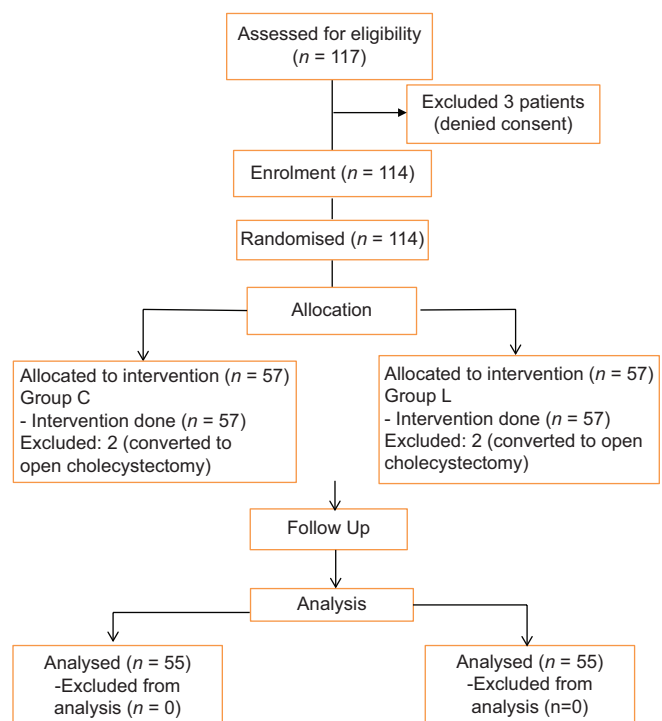 Assessed for eligibility
(n = 117)
Excluded 3 patients
(denied consent)
Enrolment (n = 114)
Randomised (n = 114)
Allocation
Allocated to intervention (n = 57)
Group C
- Intervention done (n = 57)
Excluded: 2 (converted to
open cholecystectomy)
Allocated to intervention (n = 57)
Group L
- Intervention done (n = 57)
Excluded: 2 (converted to open
cholecystectomy)
Follow Up
Analysis
Analysed (n = 55)
-Excluded from
analysis (n = 0)
Analysed (n = 55)
-Excluded from
analysis (n=0)